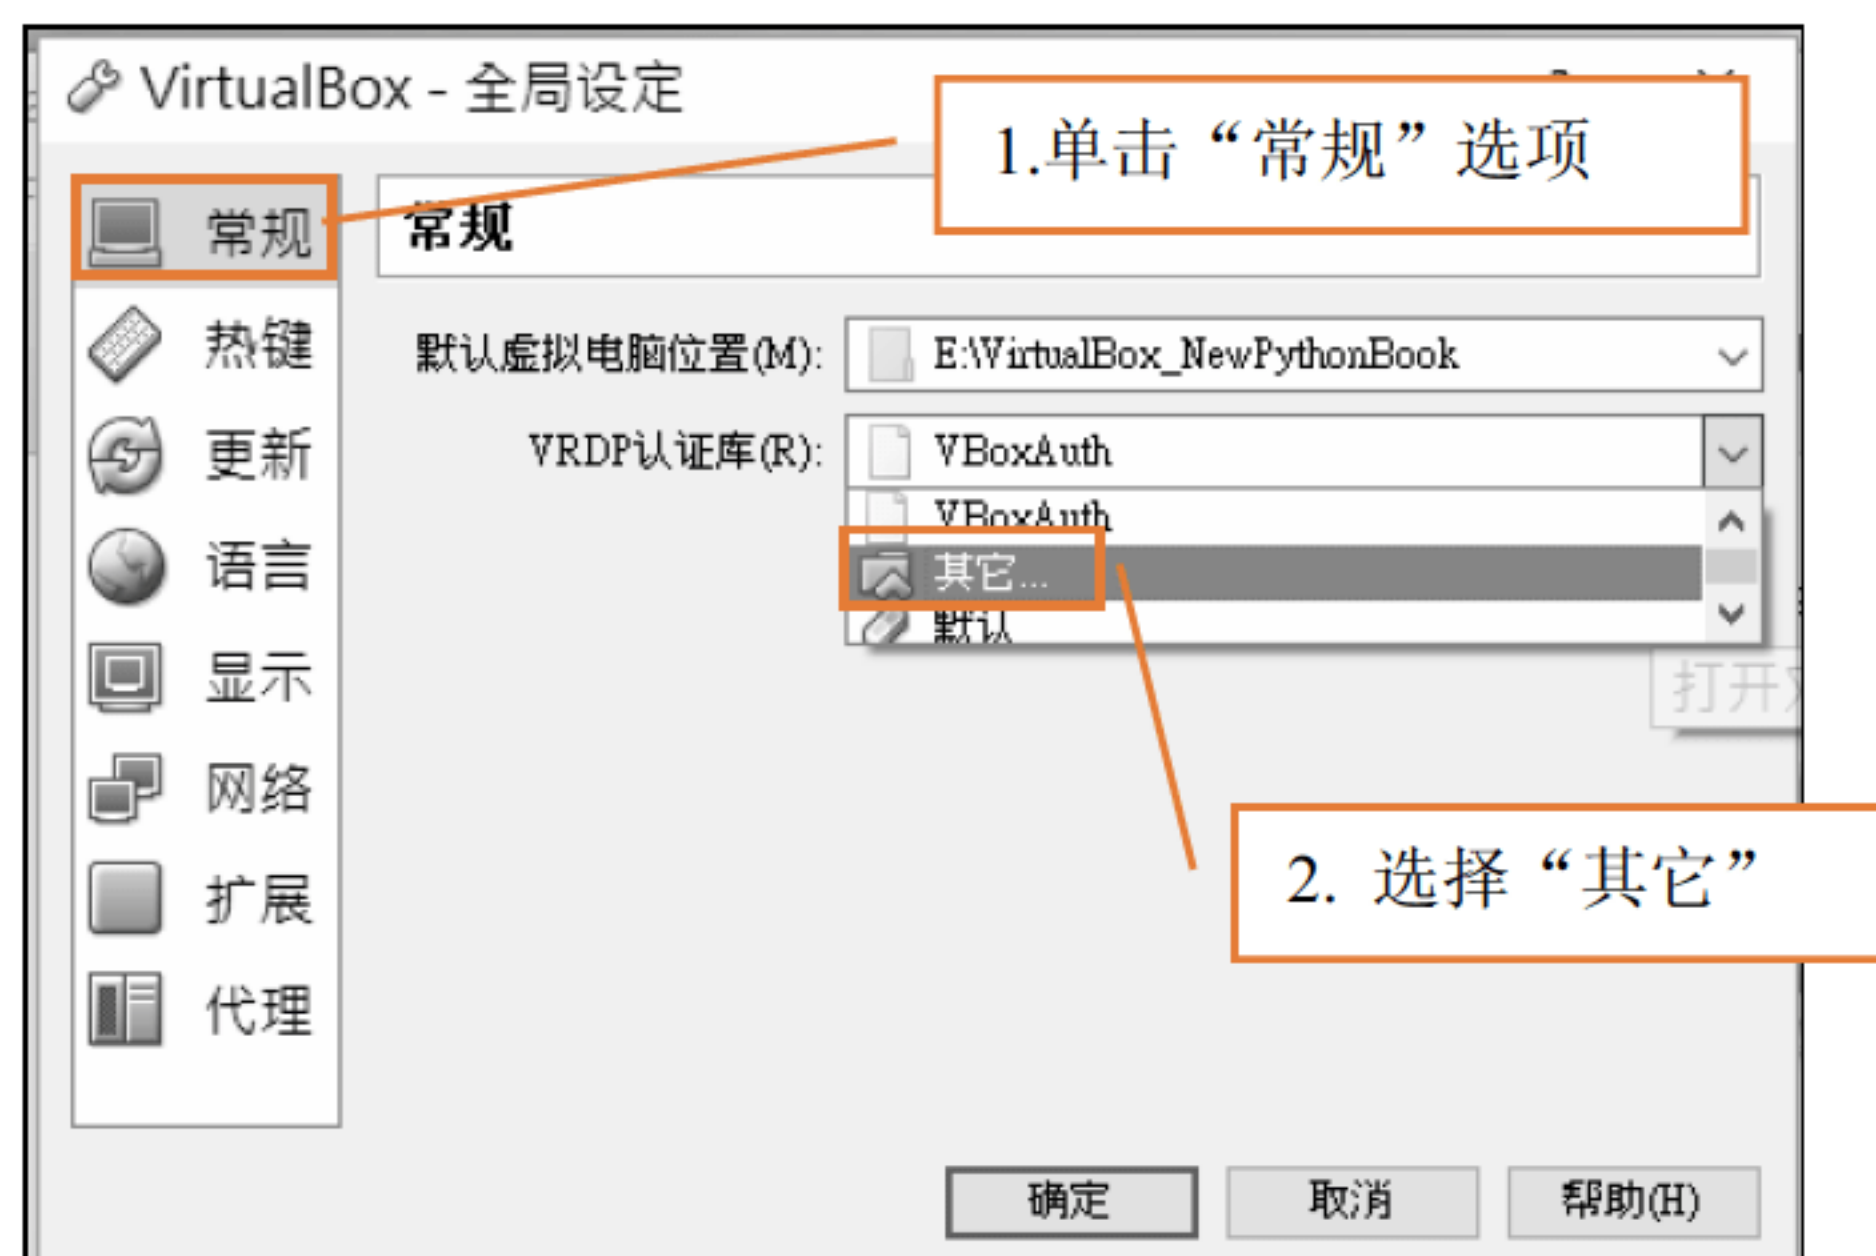 VirtualBox - 全局设定
1.单击“常规”选项
常规
常规
热键
默认虚拟电脑位置(M):
E:\VirtualBox_NewPythonBook
更新
VRDP认证库(R):
VBoxAuth
VBoxAuth
其它...
默认
语言
显示
打开
网络
2. 选择“其它”
扩展
代理
确定
取消
帮助(H)